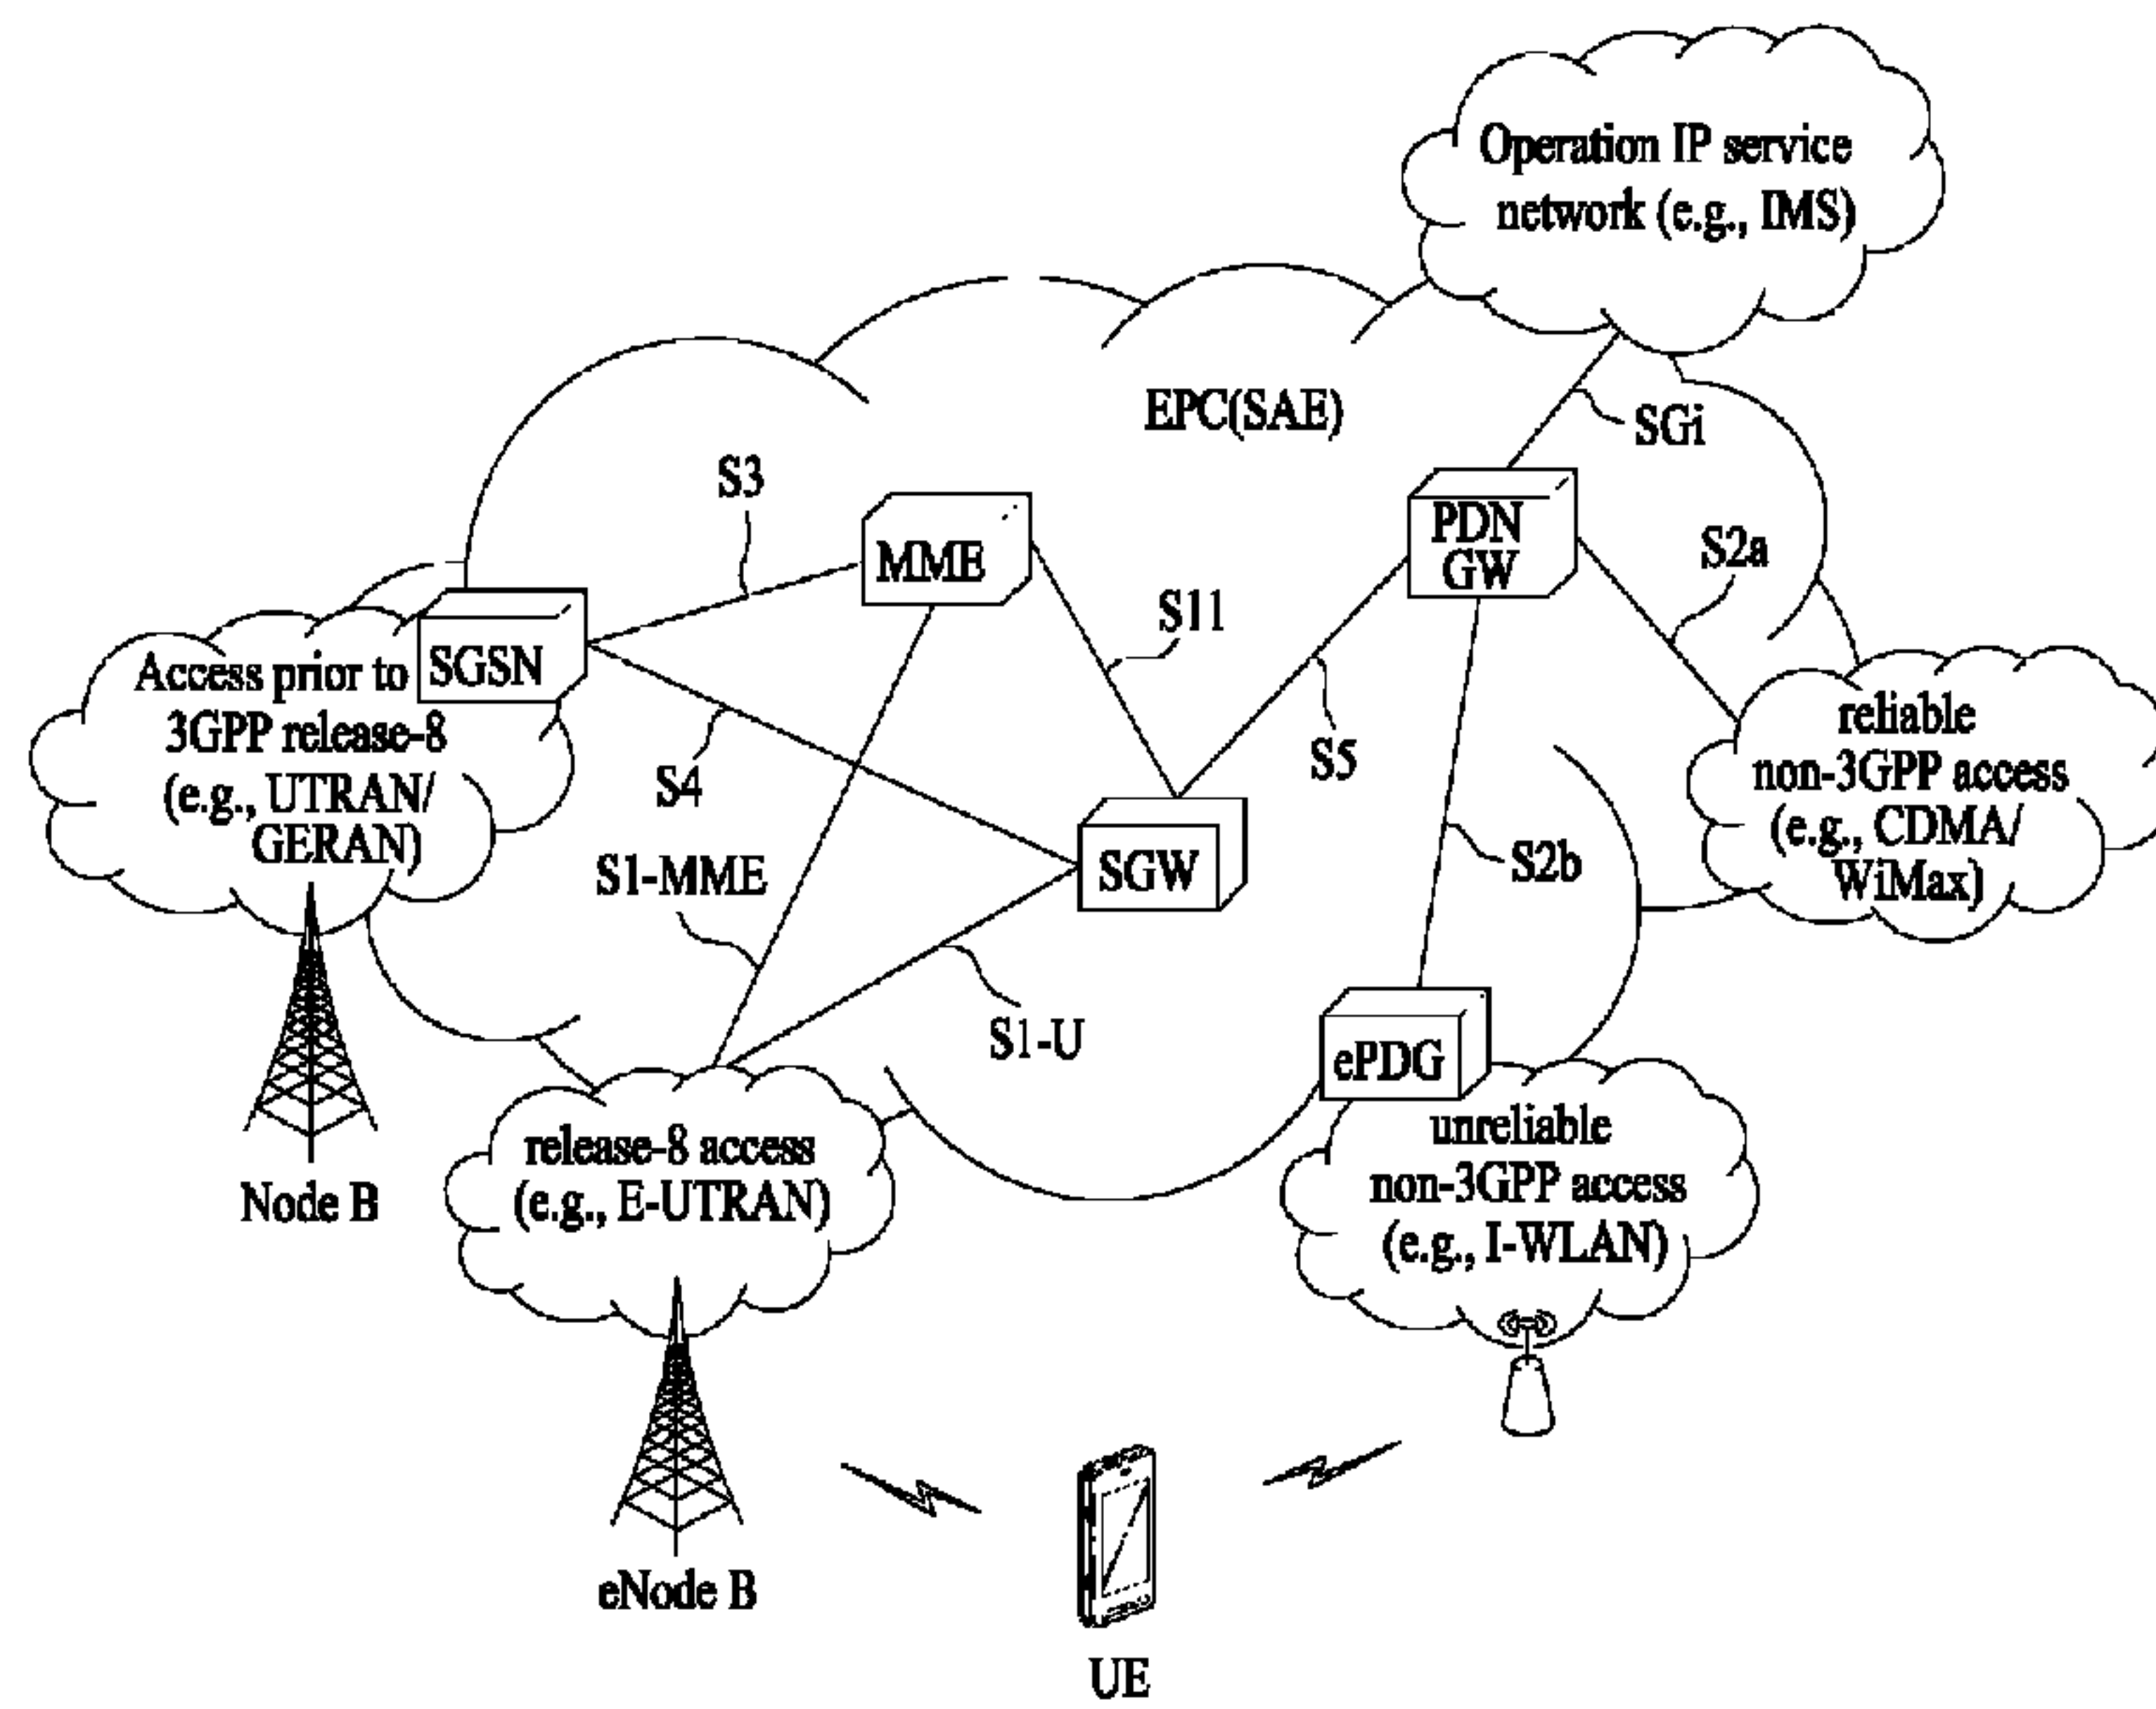 Operation IP service
network (e.g., IMS)
EPC(SAE)
SGi
S3
MME
PDN
GW
S2a
S11
SGSN
Access prior to
3GPP release-8
(e.g., UTRAN/
GERAN)
S4
S5
reliable
non-3GPP access
(e.g., CDMA/
WiMax)
S1-MME
SGW
S2b
S1-U
ePDG
unreliable
non-3GPP access
(e.g., I-WLAN)
release-8 access
(e.g., E-UTRAN)
Node B
eNode B
UE